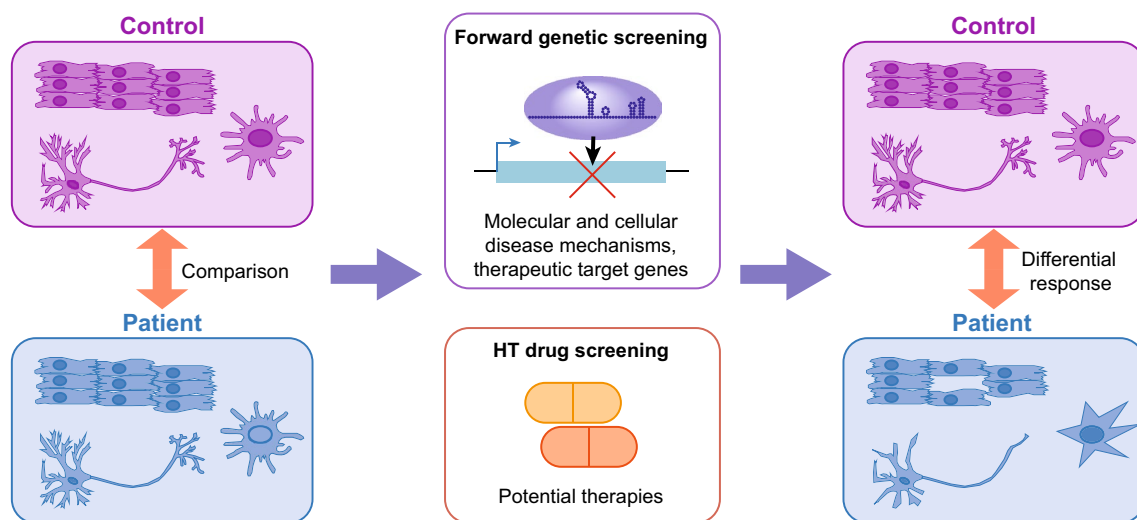 Control
Comparison
Patient
Forward genetic screening
Molecular and cellular
disease mechanisms,
therapeutic target genes
HT drug screening
Potential therapies
Control
Differential
response
Patient